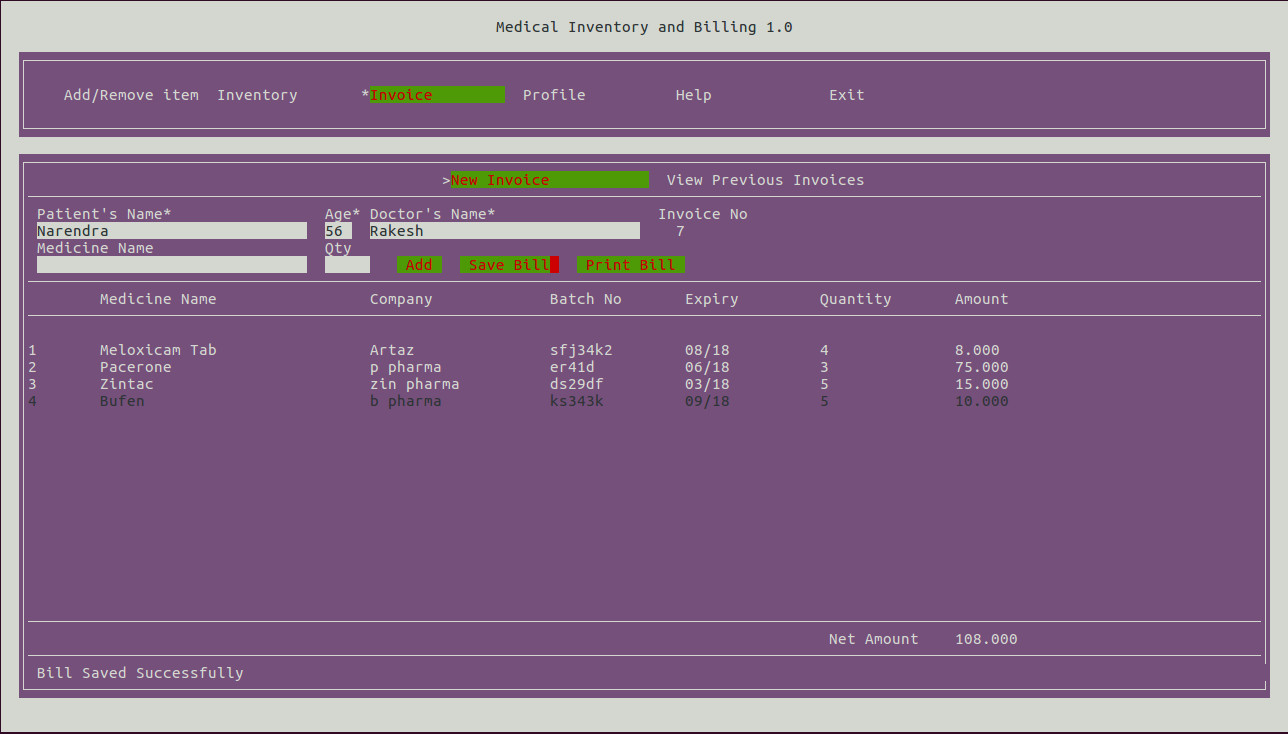 Medical Inventory and Billing 1.0
Add/Remove item Inventory *Invoice Profile Help Exit
>New Invoice View Previous Invoices
Patient's Name* Age* Doctor's Name* Invoice No
Narendra 56 Rakesh 7
Medicine Name Qty
Add Save Bill Print Bill
Medicine Name Company Batch No Expiry Quantity Amount
1 Meloxicam Tab Artaz sfj34k2 08/18 4 8.000
2 Pacerone p pharma er41d 06/18 3 75.000
3 Zintac zin pharma ds29df 03/18 5 15.000
4 Bufen b pharma ks343k 09/18 5 10.000
Net Amount 108.000
Bill Saved Successfully